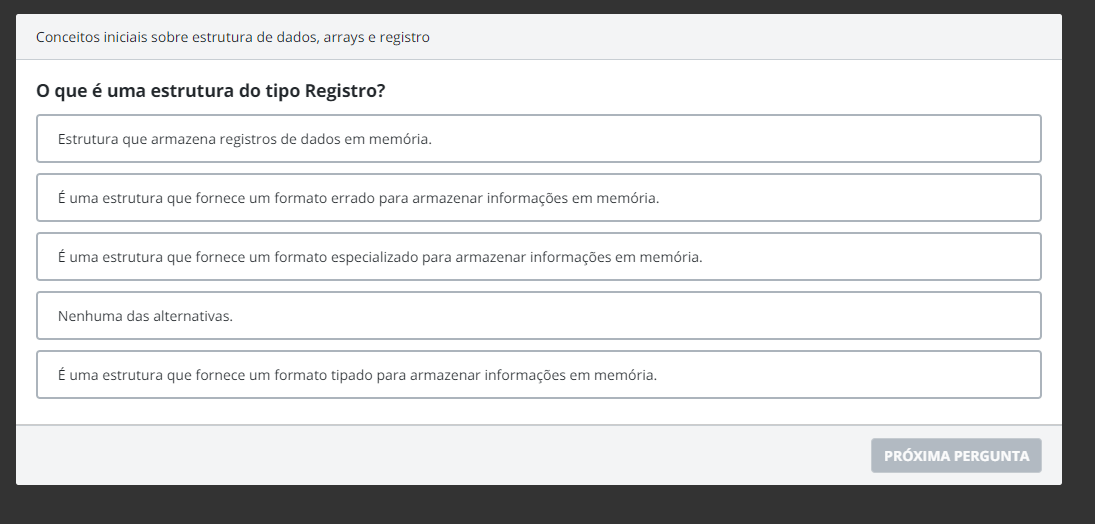 Conceitos iniciais sobre estrutura de dados, arrays e registro
O que é uma estrutura do tipo Registro?
Estrutura que armazena registros de dados em memória.
É uma estrutura que fornece um formato errado para armazenar informações em memória.
É uma estrutura que fornece um formato especializado para armazenar informações em memória.
Nenhuma das alternativas.
É uma estrutura que fornece um formato tipado para armazenar informações em memória.
PRÓXIMA PERGUNTA